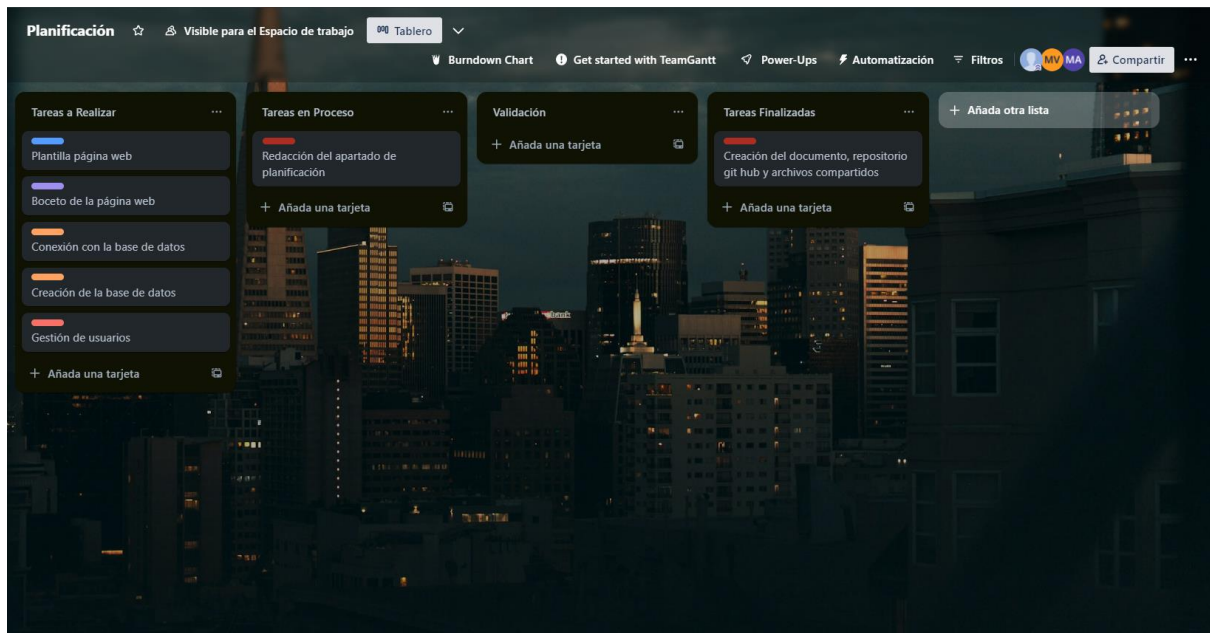 Planificación
Visible para el Espacio de trabajo
Tablero
Burndown Chart
Get started with TeamGantt
Power-Ups
Automatización
Filtros
MV
MA
Compartir
Tareas a Realizar
Plantilla página web
Boceto de la página web
Conexión con la base de datos
Creación de la base de datos
Gestión de usuarios
+ Añada una tarjeta
Tareas en Proceso
Redacción del apartado de
planificación
+ Añada una tarjeta
Validación
+ Añada una tarjeta
Tareas Finalizadas
Creación del documento, repositorio
git hub y archivos compartidos
+ Añada una tarjeta
+ Añada otra lista